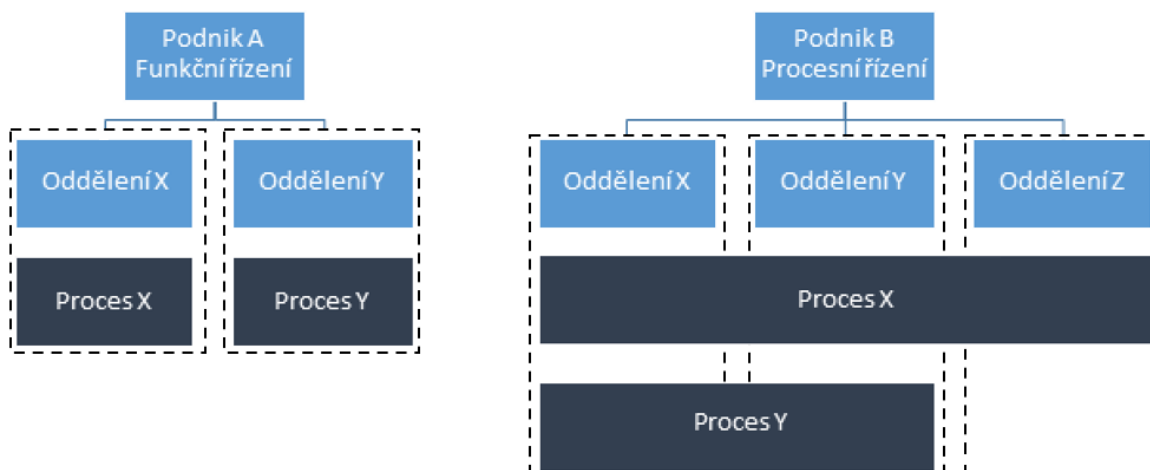 Podnik A
Funkční řízení
Oddělení X
Oddělení Y
Proces X
Proces Y
Podnik B
Procesní řízení
Oddělení X
Oddělení Y
Oddělení Z
Proces X
Proces Y